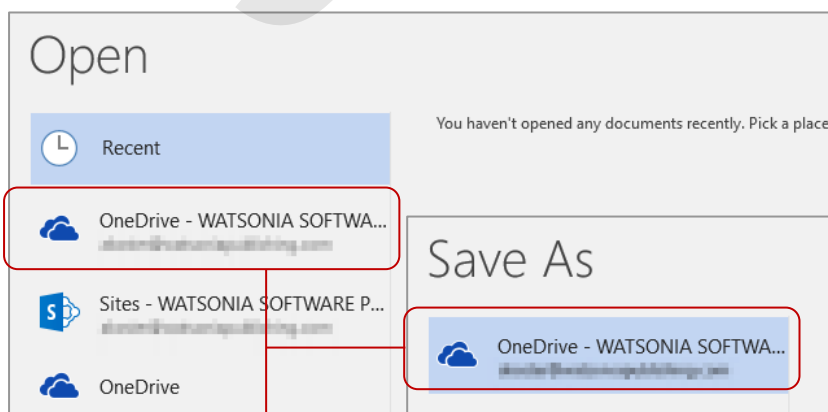 Open
You haven't opened any documents recently. Pick a place
Recent
OneDrive - WATSONIA SOFTWA...
Sites - WATSONIA SOFTWARE P...
OneDrive
Save As
OneDrive - WATSONIA SOFTWA...